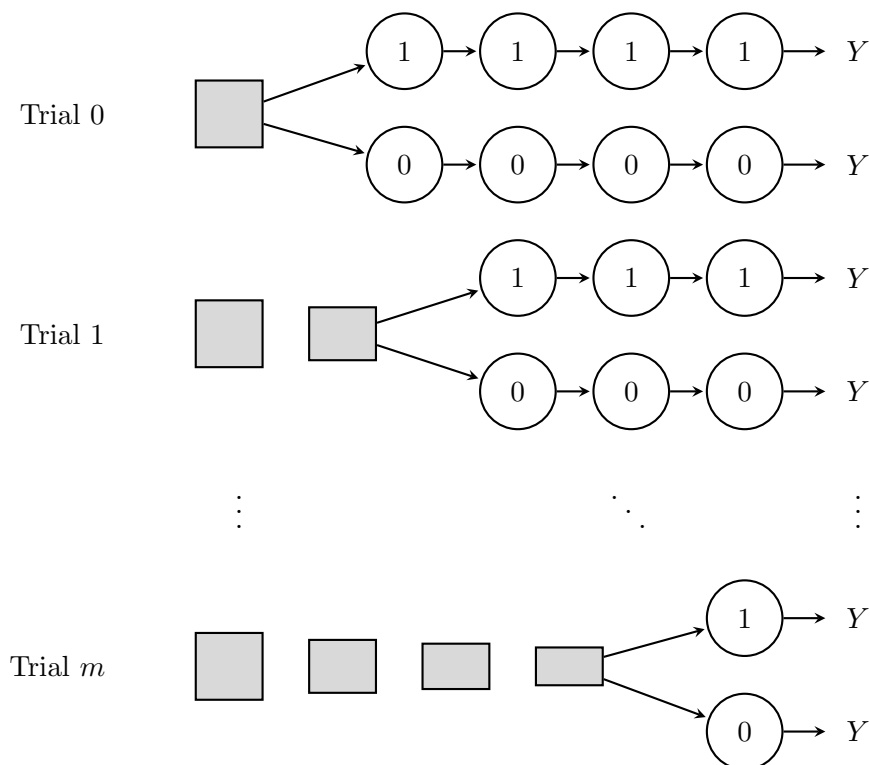 1 1 1 1 Y
Trial 0
0 0 0 0 Y
1 1 1 Y
Trial 1
0 0 0 Y
⋮ ⋱ ⋮
1 Y
Trial m
0 Y